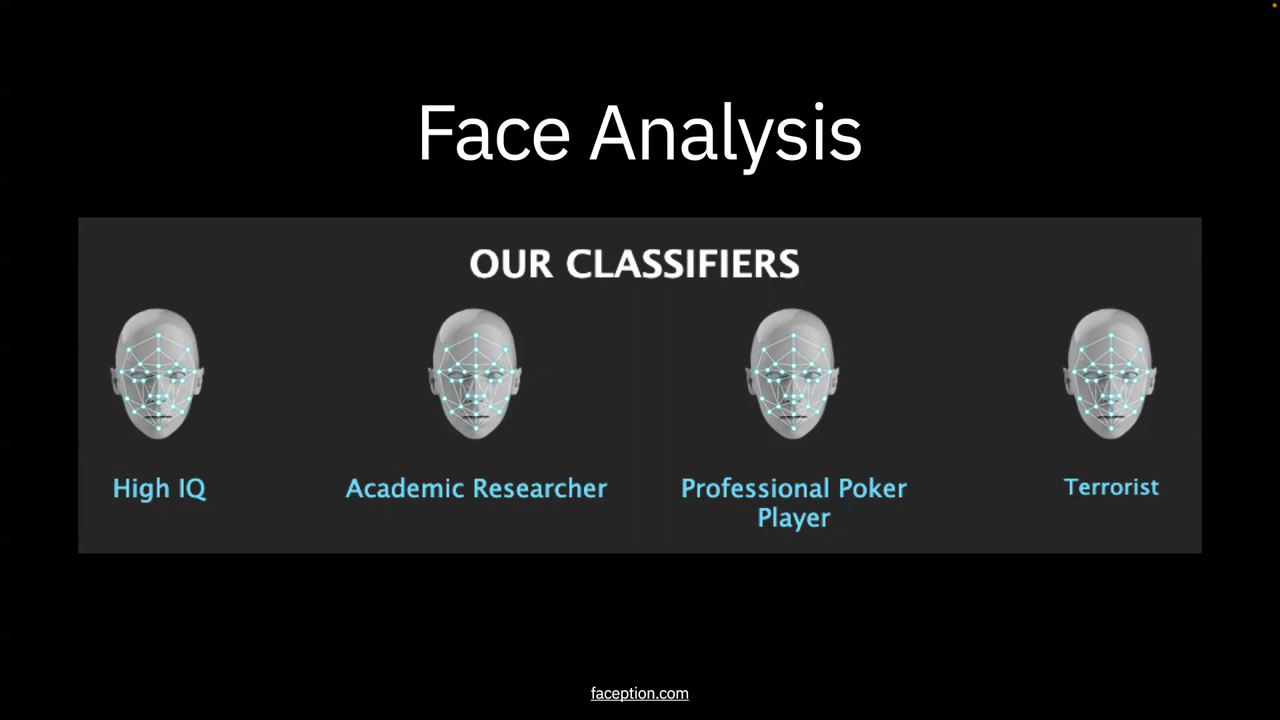 Face Analysis
OUR CLASSIFIERS
High IQ
Academic Researcher
Professional Poker
Player
Terrorist
faception.com